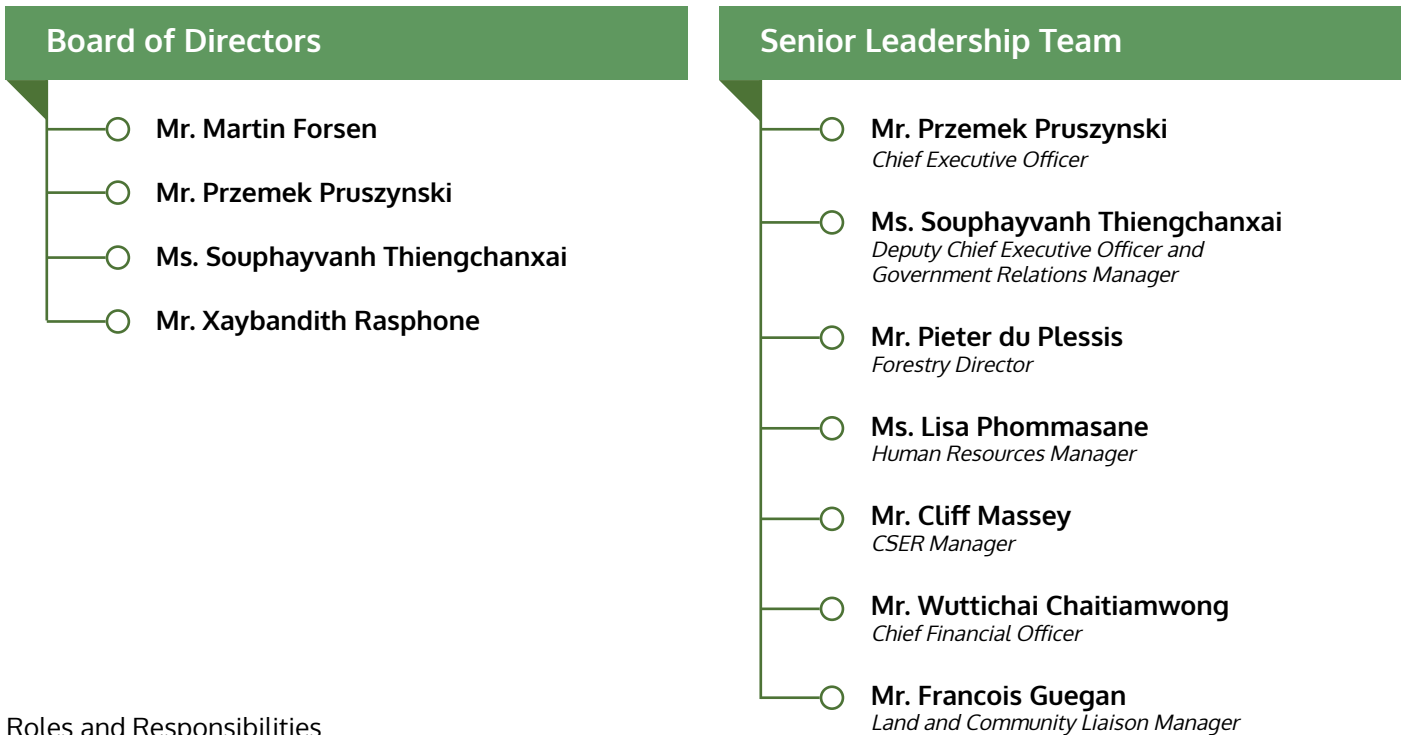 Board of Directors
Mr. Martin Forsen
Mr. Przemek Pruszynski
Ms. Souphayvanh Thiengchanxai
Mr. Xaybandith Rasphone
Senior Leadership Team
Mr. Przemek Pruszynski
Chief Executive Officer
Ms. Souphayvanh Thiengchanxai
Deputy Chief Executive Officer and
Government Relations Manager
Mr. Pieter du Plessis
Forestry Director
Ms. Lisa Phommasane
Human Resources Manager
Mr. Cliff Massey
CSER Manager
Mr. Wuttichai Chaitiamwong
Chief Financial Officer
Mr. Francois Guegan
Land and Community Liaison Manager
Roles and Responsibilities